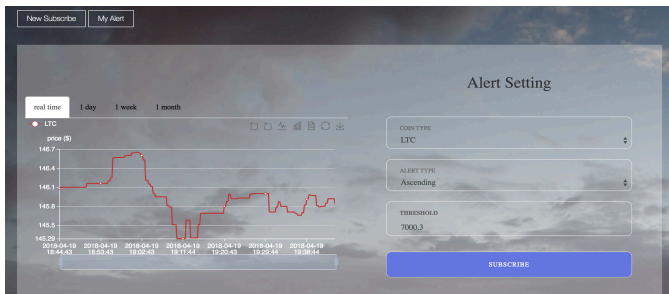 New Subscribe My Alert
Alert Setting
real time 1 day 1 week 1 month
LTC
price ($)
146.7
146.4
146.1
145.8
145.5
145.29
2018-04-19 2018-04-19 2018-04-19 2018-04-19 2018-04-19 2018-04-19 2018-04-19
18:44:43 18:53:43 19:02:43 19:11:44 19:20:43 19:29:44 19:38:44
COIN TYPE
LTC
ALERT TYPE
Ascending
THRESHOLD
7000.3
SUBSCRIBE